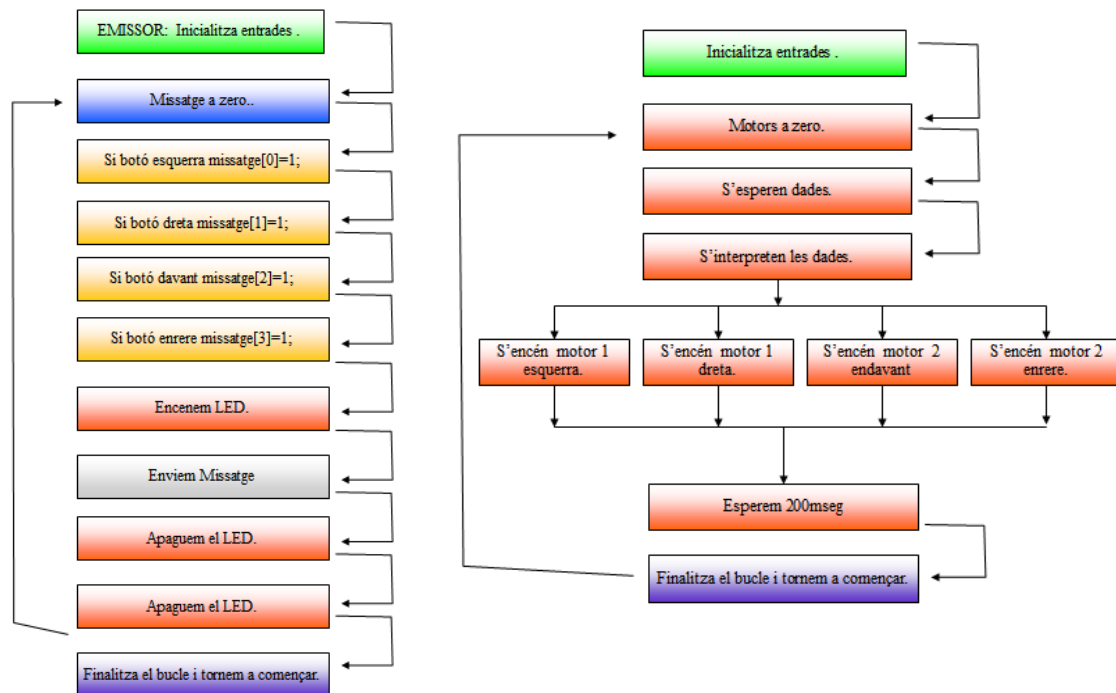 EMISSOR: Inicialitza entrades .
Missatge a zero..
Si botó esquerra missatge[0]=1;
Si botó dreta missatge[1]=1;
Si botó davant missatge[2]=1;
Si botó enrere missatge[3]=1;
Encenem LED.
Enviem Missatge
Apaguem el LED.
Apaguem el LED.
Finalitza el bucle i tornem a començar.
Inicialitza entrades .
Motors a zero.
S'esperen dades.
S'interpreten les dades.
S'encén motor 1
esquerra.
S'encén motor 1
dreta.
S'encén motor 2
endavant
S'encén motor 2
enrere.
Esperem 200mseg
Finalitza el bucle i tornem a començar.